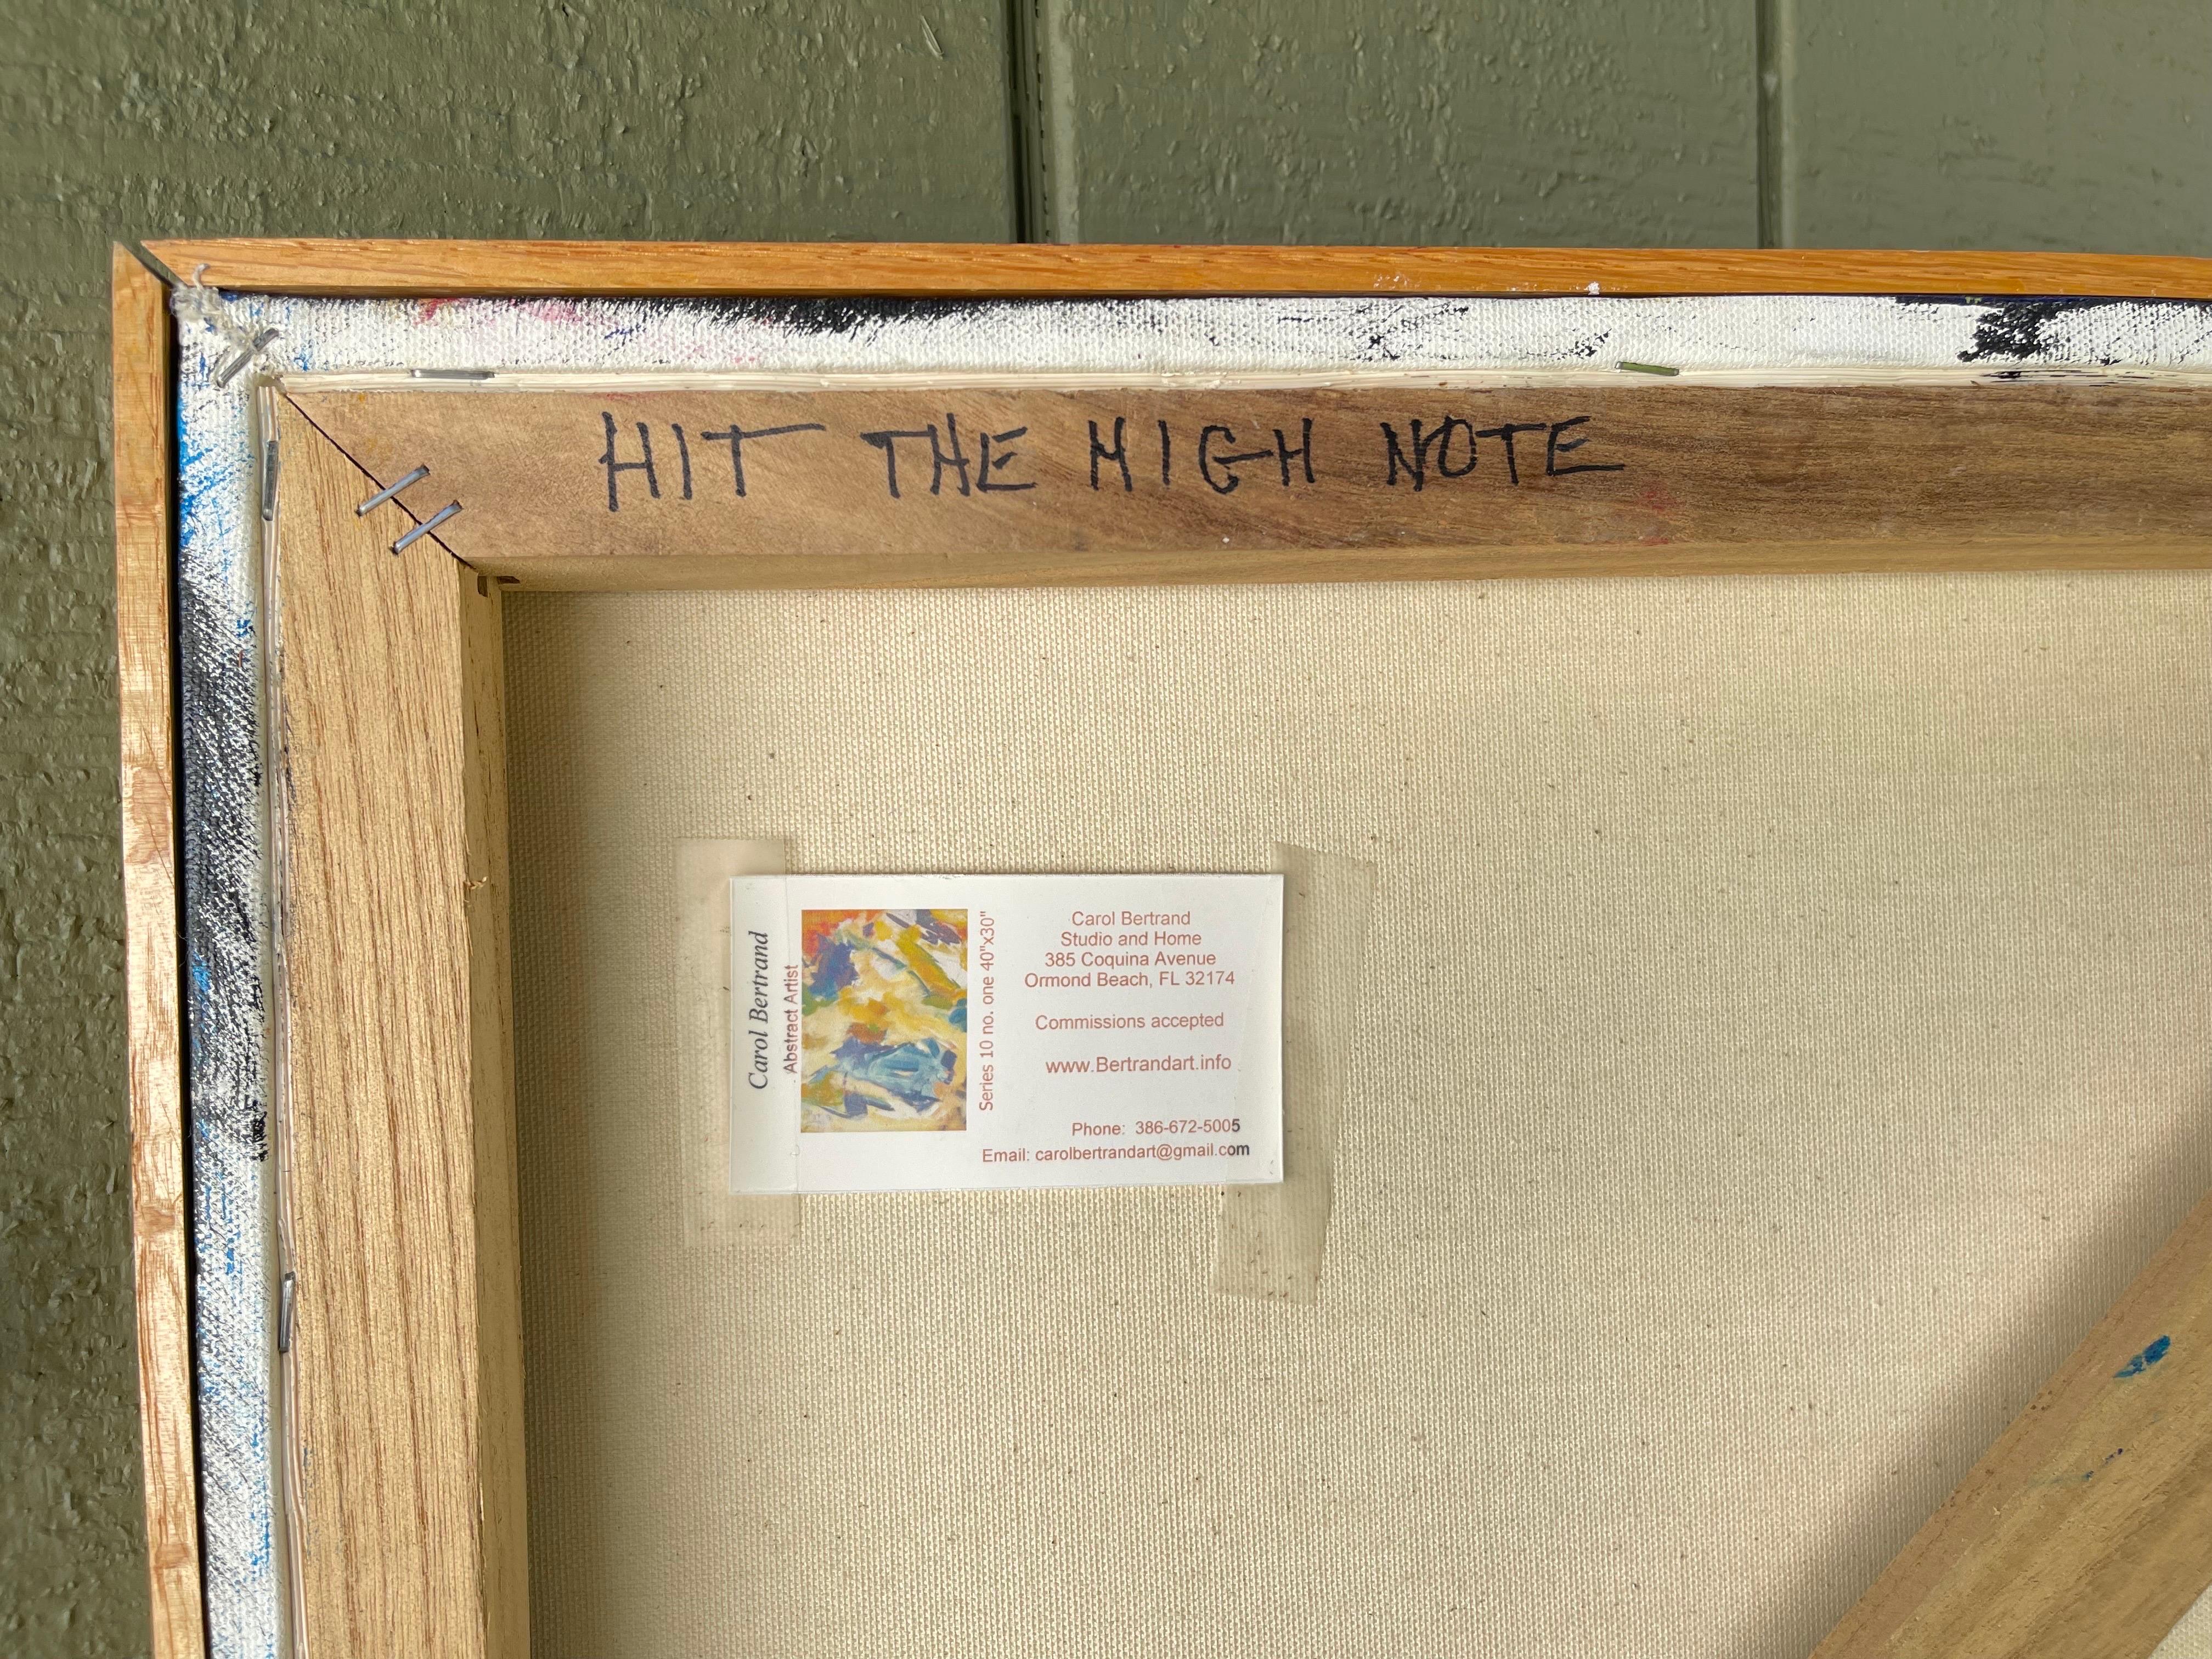 HIT THE HIGH NOTE
Carol Bertrand
Abstract Artist
Series 10 no. one 40"x30"
Carol Bertrand
Studio and Home
385 Coquina Avenue
Ormond Beach, FL 32174
Commissions accepted
www.Bertrandart.info
Phone: 386-672-5005
Email: carolbertrandart@gmail.com